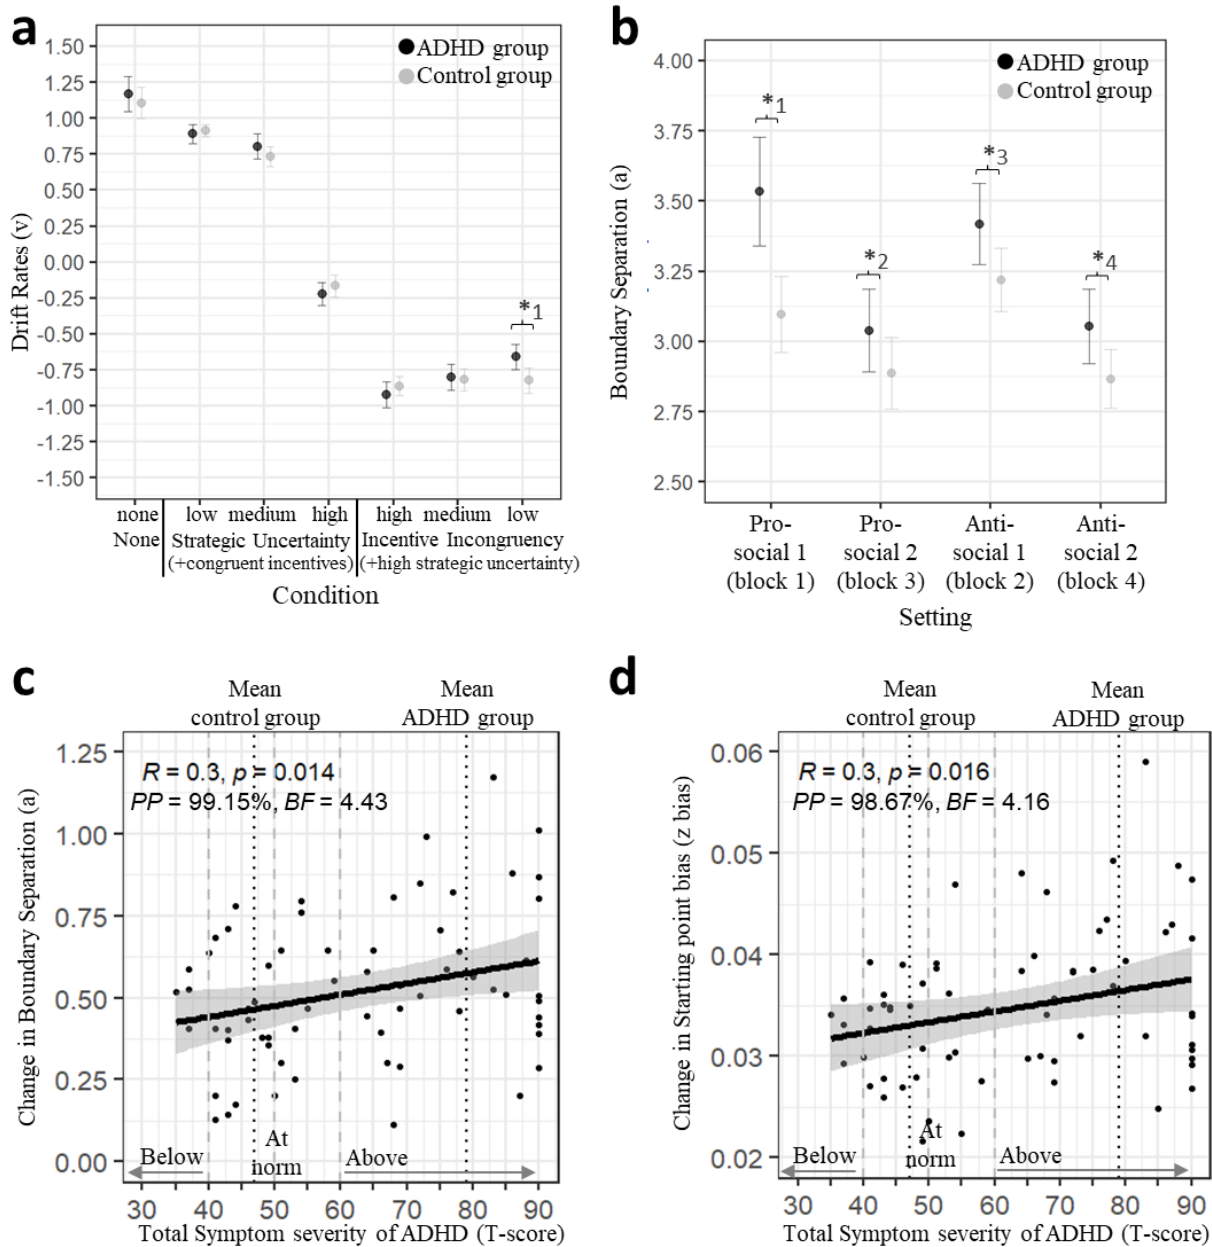 a
ADHD group
Control group
1.50
1.25
1.00
0.75
0.50
0.25
0.00
-0.25
-0.50
-0.75
-1.00
-1.25
-1.50
Drift Rates (v)
*1
none low medium high high medium low
None Strategic Uncertainty Incentive Incongruency
(+congruent incentives) (+high strategic uncertainty)
Condition
b
ADHD group
Control group
4.00
3.75
3.50
3.25
3.00
2.75
2.50
Boundary Separation (a)
*1
*2
*3
*4
Pro- Pro- Anti- Anti-
social 1 social 2 social 1 social 2
(block 1) (block 3) (block 2) (block 4)
Setting
c
Mean Mean
control group ADHD group
1.25
1.00
0.75
0.50
0.25
0.00
Change in Boundary Separation (a)
R = 0.3, p = 0.014
PP = 99.15%, BF = 4.43
Below At norm Above
30 40 50 60 70 80 90
Total Symptom severity of ADHD (T-score)
d
Mean Mean
control group ADHD group
0.06
0.05
0.04
0.03
0.02
Change in Starting point bias (z bias)
R = 0.3, p = 0.016
PP = 98.67%, BF = 4.16
Below At norm Above
30 40 50 60 70 80 90
Total Symptom severity of ADHD (T-score)